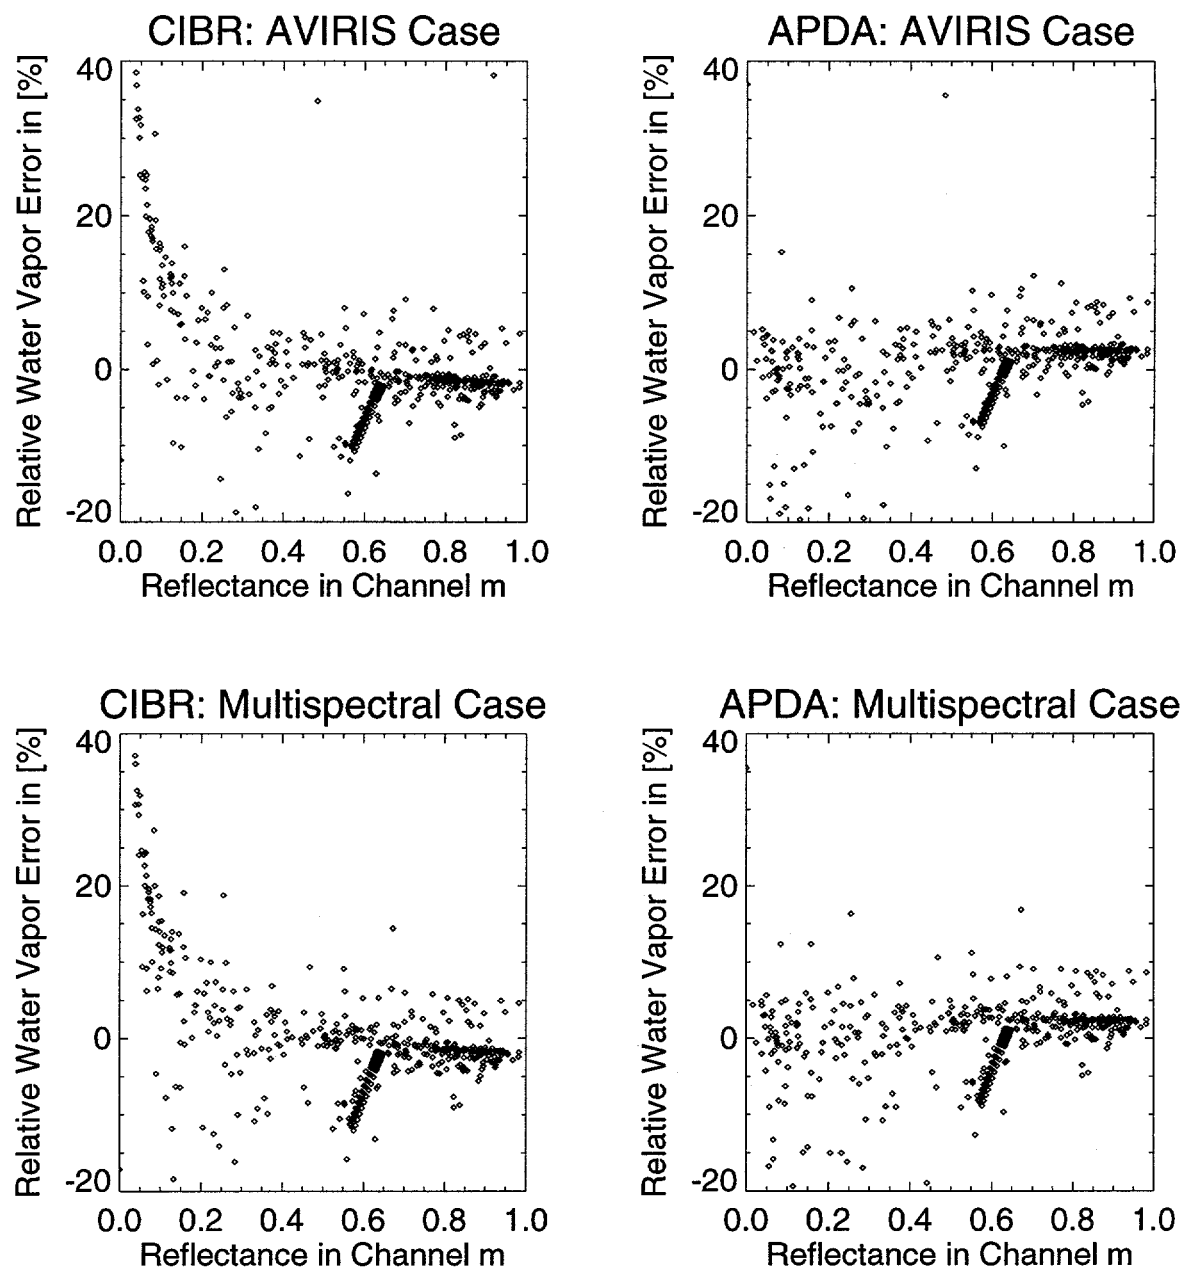 CIBR: AVIRIS Case
Relative Water Vapor Error in [%]
40
20
0
-20
0.0 0.2 0.4 0.6 0.8 1.0
Reflectance in Channel m
APDA: AVIRIS Case
Relative Water Vapor Error in [%]
40
20
0
-20
0.0 0.2 0.4 0.6 0.8 1.0
Reflectance in Channel m
CIBR: Multispectral Case
Relative Water Vapor Error in [%]
40
20
0
-20
0.0 0.2 0.4 0.6 0.8 1.0
Reflectance in Channel m
APDA: Multispectral Case
Relative Water Vapor Error in [%]
40
20
0
-20
0.0 0.2 0.4 0.6 0.8 1.0
Reflectance in Channel m